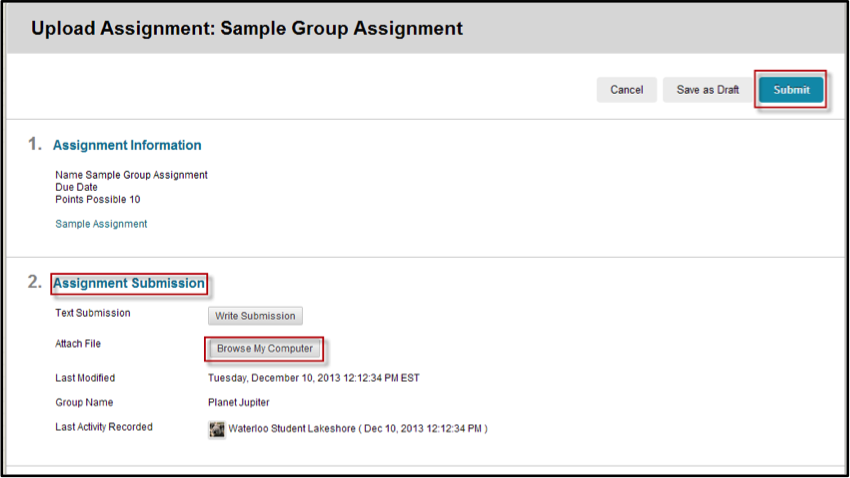 Upload Assignment: Sample Group Assignment
Cancel Save as Draft Submit
1. Assignment Information
Name Sample Group Assignment
Due Date
Points Possible 10
Sample Assignment
2. Assignment Submission
Text Submission Write Submission
Attach File Browse My Computer
Last Modified Tuesday, December 10, 2013 12:12:34 PM EST
Group Name Planet Jupiter
Last Activity Recorded Waterloo Student Lakeshore ( Dec 10, 2013 12:12:34 PM )